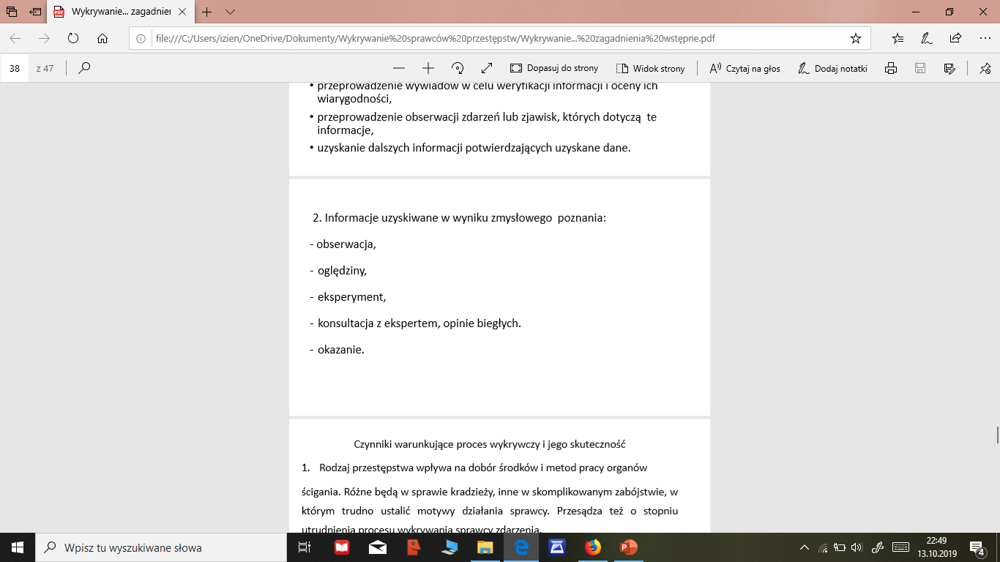 Wykrywanie... zagadnier
file:///C:/Users/izien/OneDrive/Dokumenty/Wykrywanie%20sprawców%20przestępstw/Wykrywanie...%20zagadnienia%20wstępne.pdf
38 z 47 Dopasuj do strony Widok strony Czytaj na głos Dodaj notatki
• przeprowadzenie wywiadów w celu weryfikacji informacji i oceny ich
wiarygodności,
• przeprowadzenie obserwacji zdarzeń lub zjawisk, których dotyczą te
informacje,
• uzyskanie dalszych informacji potwierdzających uzyskane dane.
2. Informacje uzyskiwane w wyniku zmysłowego poznania:
- obserwacja,
- oględziny,
- eksperyment,
- konsultacja z ekspertem, opinie biegłych.
- okazanie.
Czynniki warunkujące proces wykrywczy i jego skuteczność
1. Rodzaj przestępstwa wpływa na dobór środków i metod pracy organów
ścigania. Różne będą w sprawie kradzieży, inne w skomplikowanym zabójstwie, w
którym trudno ustalić motywy działania sprawcy. Przesądza też o stopniu
utrudnienia procesu wykrywania sprawcy zdarzenia.
Wpisz tu wyszukiwane słowa
22:49
13.10.2019
4